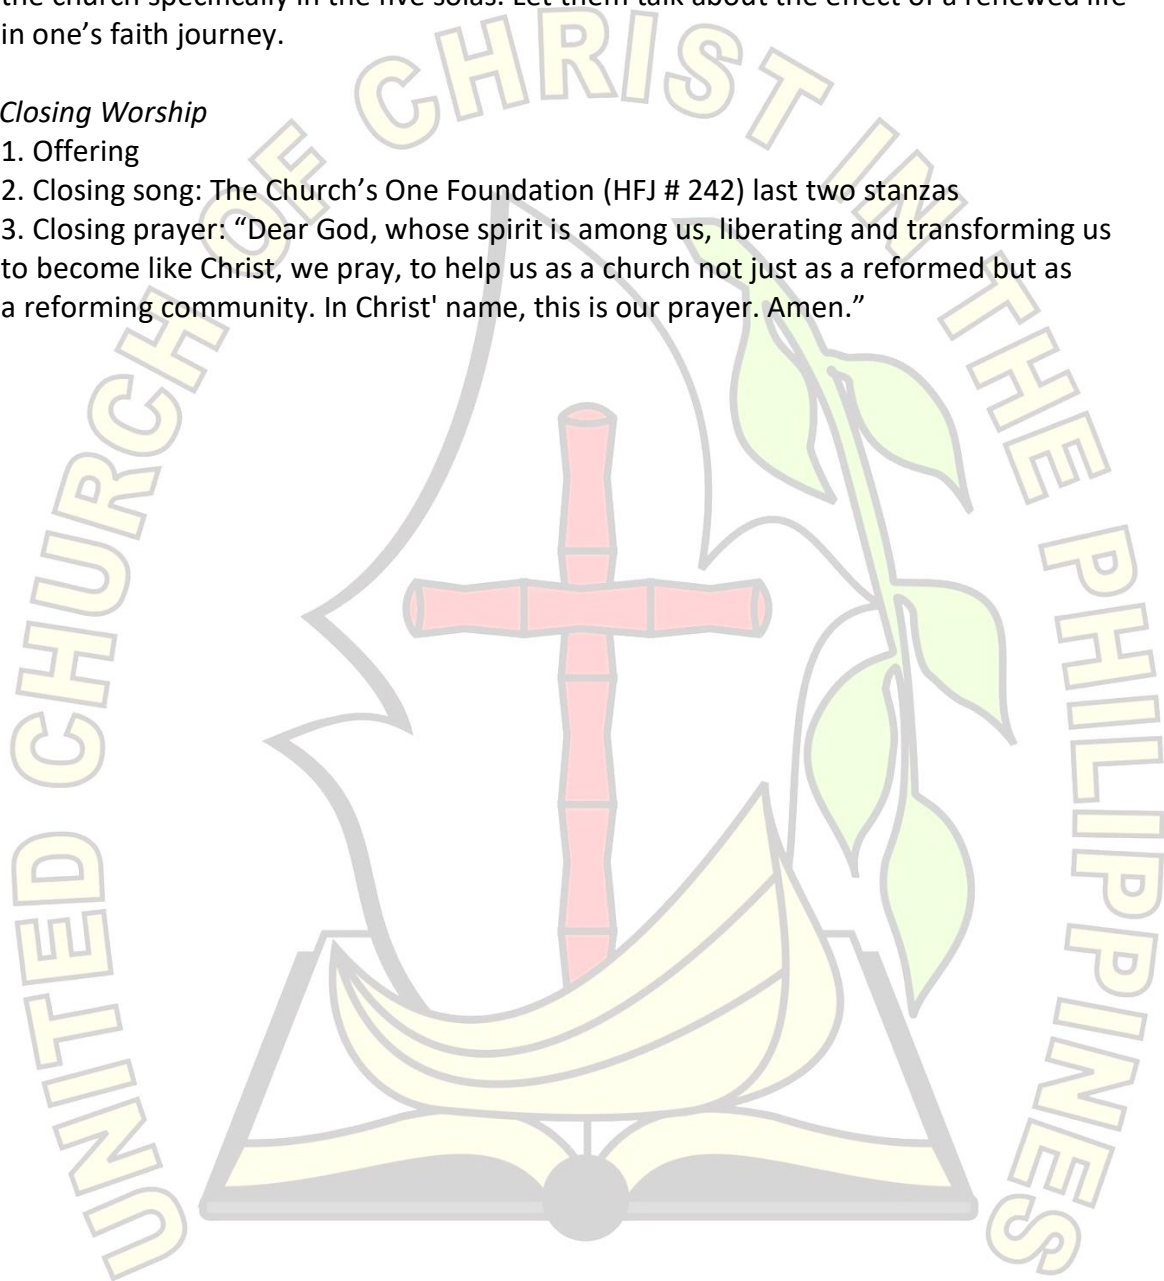 the church specifically in the five solas. Let them talk about the effect of a renewed life
in one’s faith journey.
Closing Worship
1. Offering
2. Closing song: The Church’s One Foundation (HFJ # 242) last two stanzas
3. Closing prayer: “Dear God, whose spirit is among us, liberating and transforming us
to become like Christ, we pray, to help us as a church not just as a reformed but as
a reforming community. In Christ' name, this is our prayer. Amen.”
UNITED CHURCH OF CHRIST IN THE PHILIPPINES